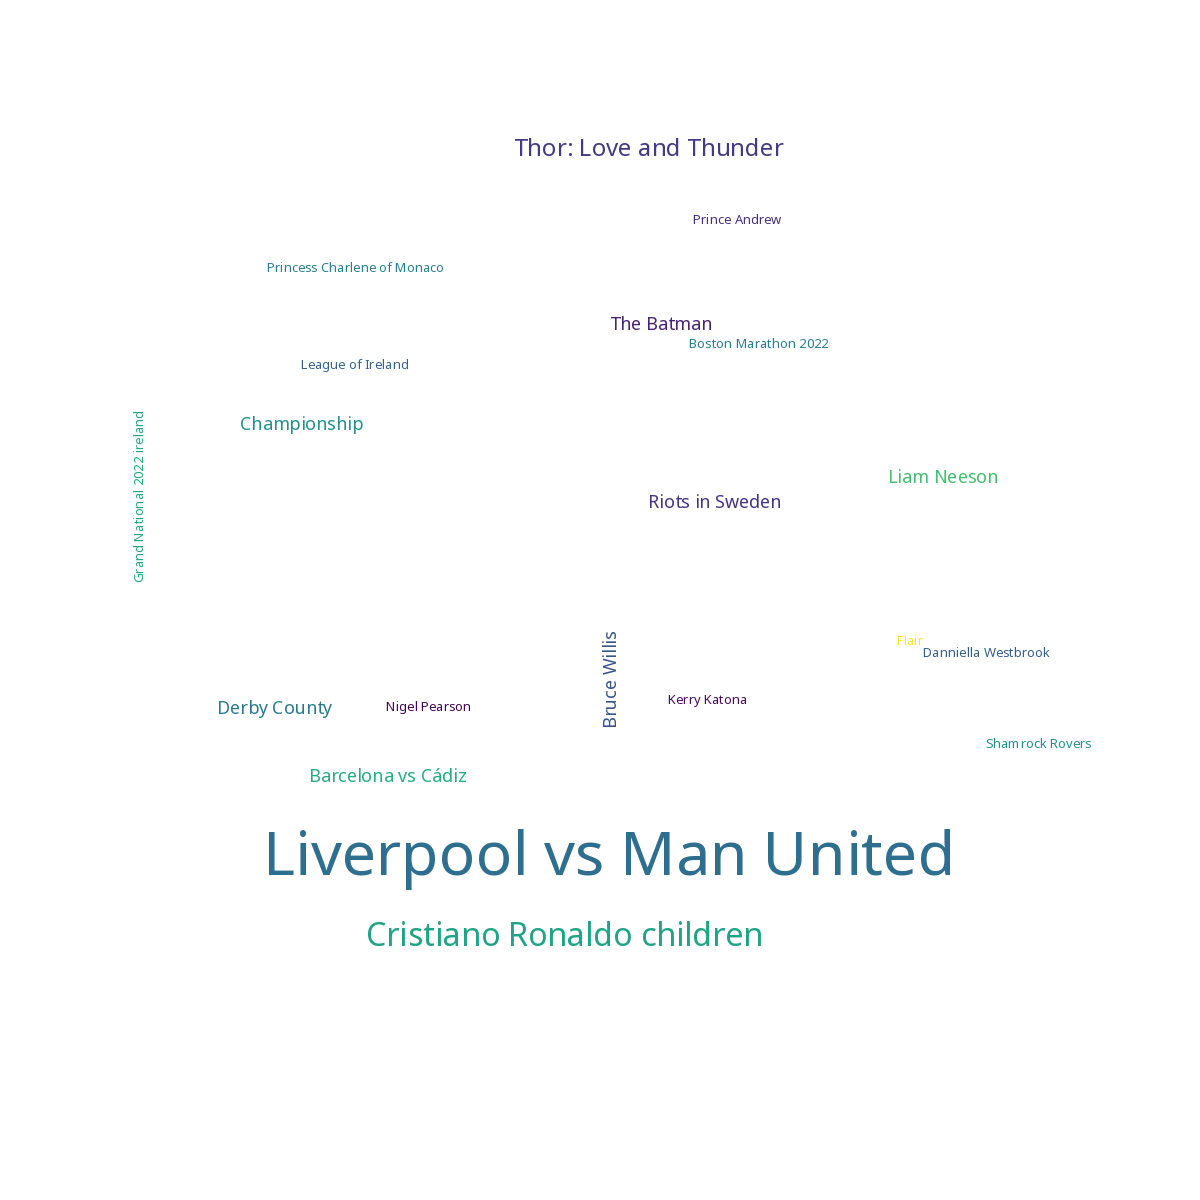 Thor: Love and Thunder
Prince Andrew
Princess Charlene of Monaco
The Batman
Boston Marathon 2022
League of Ireland
Championship
Grand National 2022 ireland
Liam Neeson
Riots in Sweden
Flair
Danniella Westbrook
Bruce Willis
Kerry Katona
Derby County
Nigel Pearson
Shamrock Rovers
Barcelona vs Cádiz
Liverpool vs Man United
Cristiano Ronaldo children